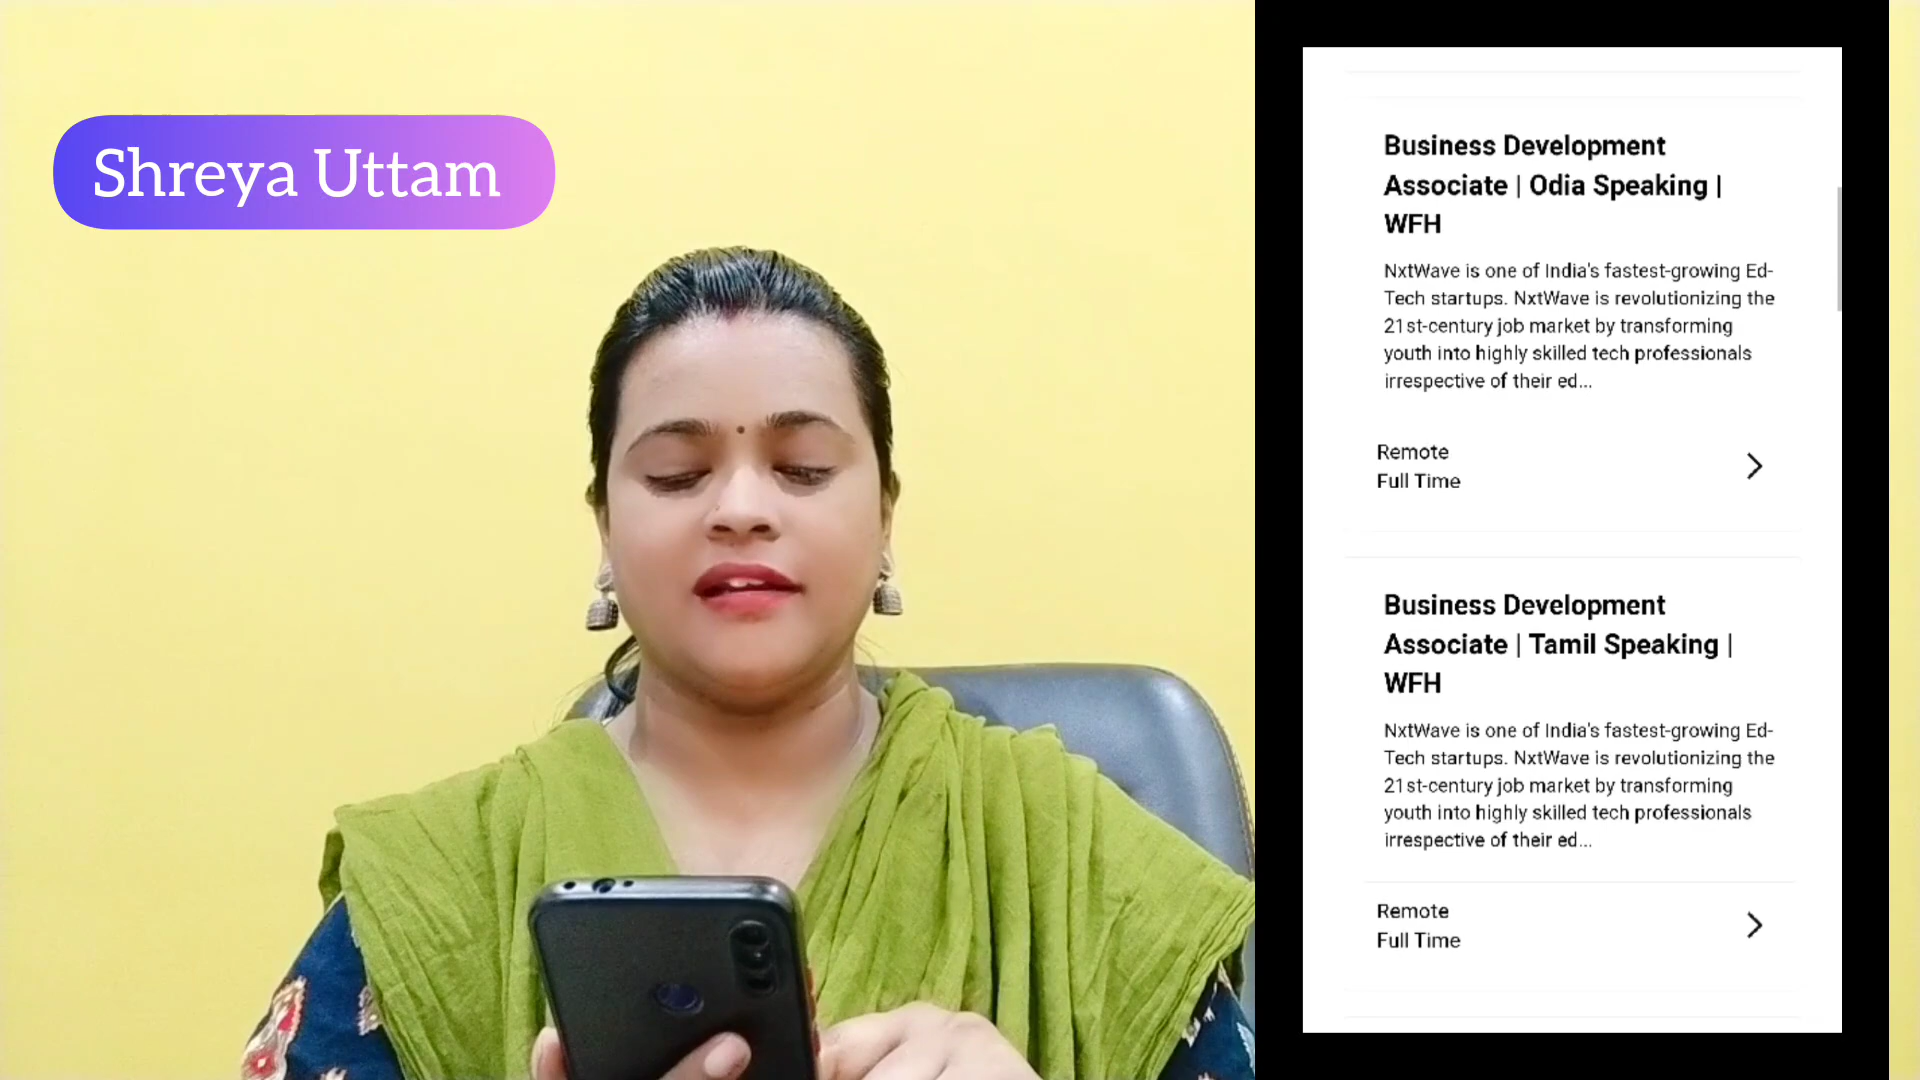 Shreya Uttam
Business Development
Associate | Odia Speaking |
WFH
NxtWave is one of India's fastest-growing Ed-
Tech startups. NxtWave is revolutionizing the
21st-century job market by transforming
youth into highly skilled tech professionals
irrespective of their ed...
Remote
Full Time
Business Development
Associate | Tamil Speaking |
WFH
NxtWave is one of India's fastest-growing Ed-
Tech startups. NxtWave is revolutionizing the
21st-century job market by transforming
youth into highly skilled tech professionals
irrespective of their ed...
Remote
Full Time